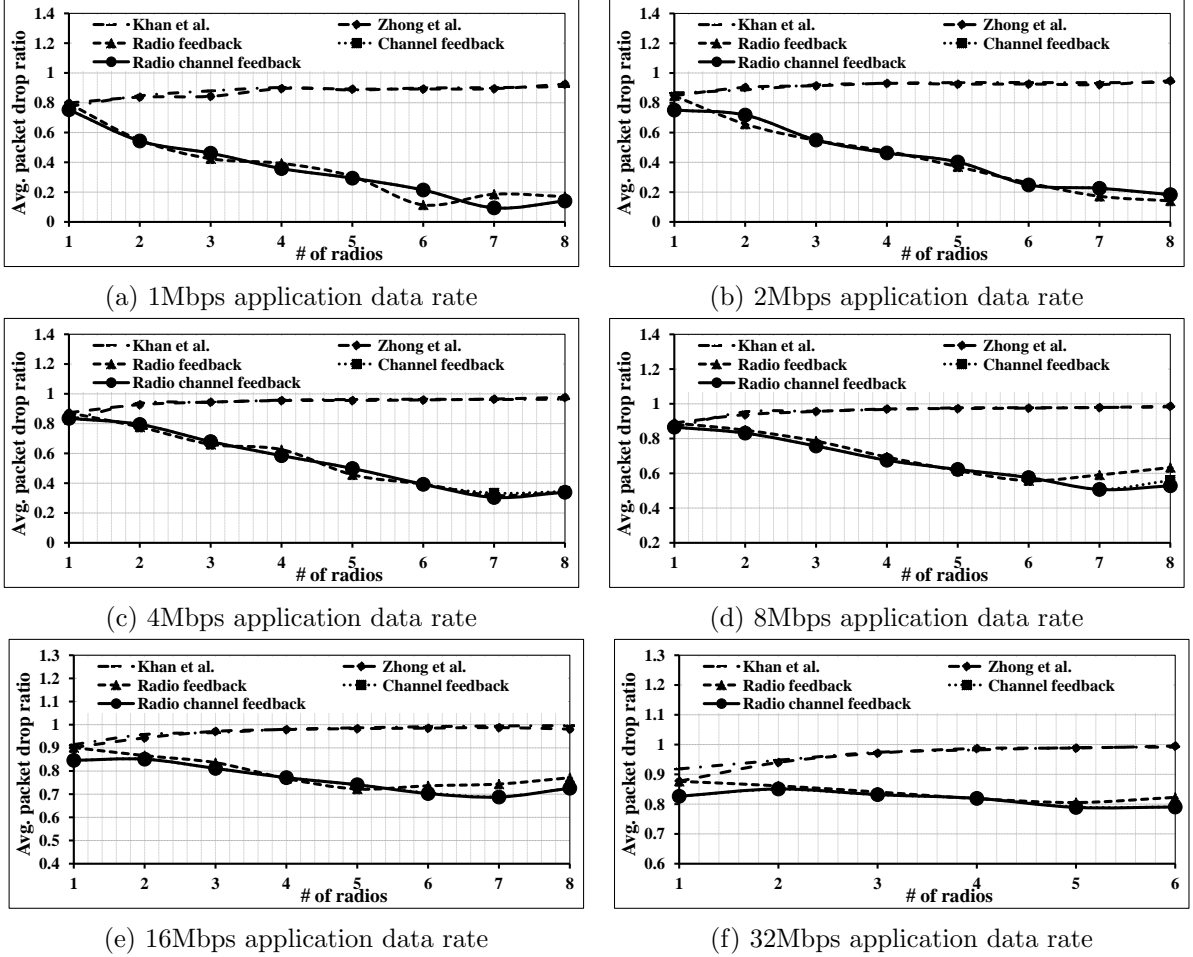 1.4
1.2
1
0.8
0.6
0.4
0.2
0
Avg. packet drop ratio
Khan et al.
Zhong et al.
Radio feedback
Channel feedback
Radio channel feedback
1 2 3 4 5 6 7 8
# of radios
(a) 1Mbps application data rate
1.4
1.2
1
0.8
0.6
0.4
0.2
0
Avg. packet drop ratio
Khan et al.
Zhong et al.
Radio feedback
Channel feedback
Radio channel feedback
1 2 3 4 5 6 7 8
# of radios
(b) 2Mbps application data rate
1.4
1.2
1
0.8
0.6
0.4
0.2
0
Avg. packet drop ratio
Khan et al.
Zhong et al.
Radio feedback
Channel feedback
Radio channel feedback
1 2 3 4 5 6 7 8
# of radios
(c) 4Mbps application data rate
1.4
1.2
1
0.8
0.6
0.4
0.2
Avg. packet drop ratio
Khan et al.
Zhong et al.
Radio feedback
Channel feedback
Radio channel feedback
1 2 3 4 5 6 7 8
# of radios
(d) 8Mbps application data rate
1.3
1.2
1.1
1
0.9
0.8
0.7
0.6
0.5
0.4
Avg. packet drop ratio
Khan et al.
Zhong et al.
Radio feedback
Channel feedback
Radio channel feedback
1 2 3 4 5 6 7 8
# of radios
(e) 16Mbps application data rate
1.3
1.2
1.1
1
0.9
0.8
0.7
0.6
Avg. packet drop ratio
Khan et al.
Zhong et al.
Radio feedback
Channel feedback
Radio channel feedback
1 2 3 4 5 6
# of radios
(f) 32Mbps application data rate